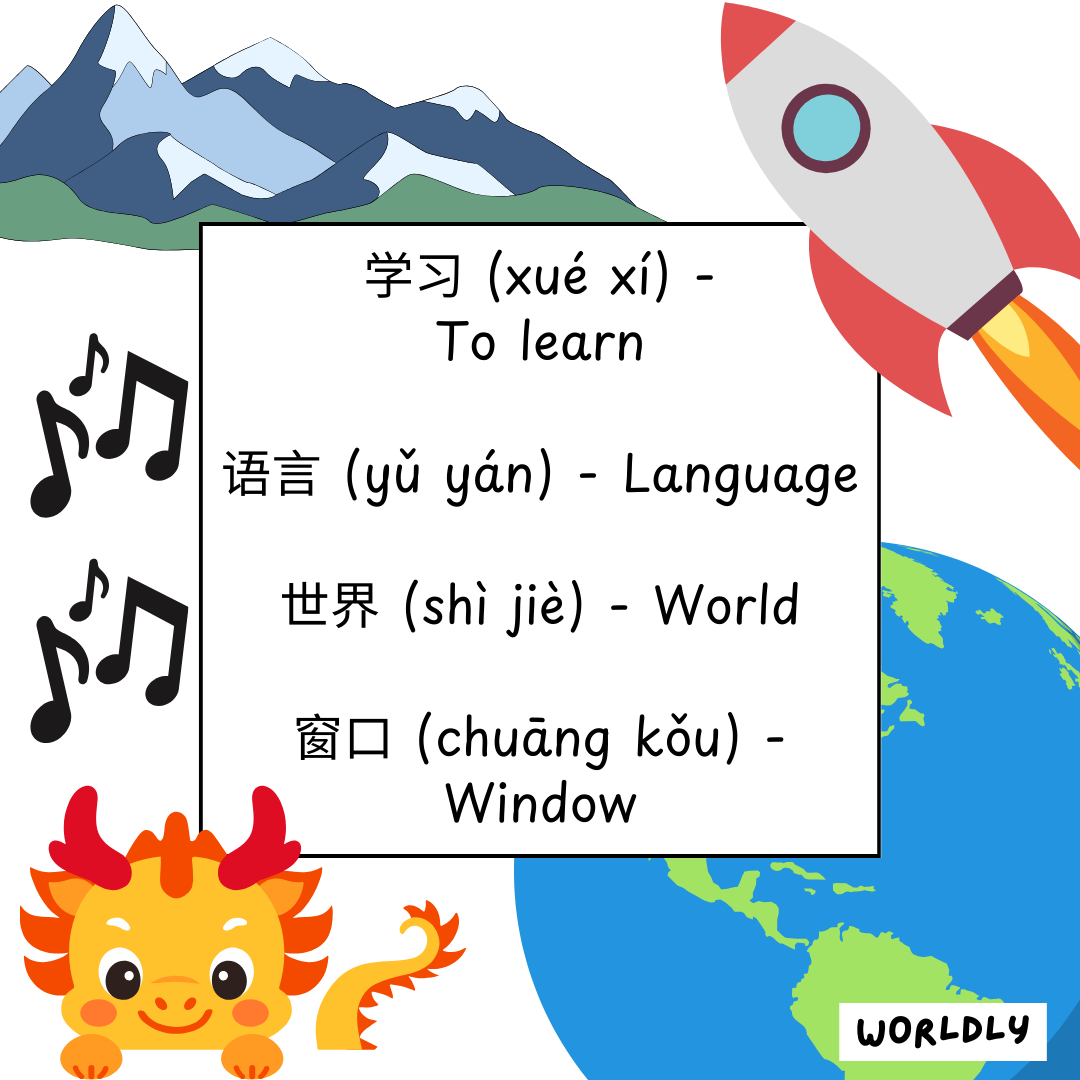 学习 (xué xí) -
To learn
语言 (yǔ yán) - Language
世界 (shì jiè) - World
窗口 (chuāng kǒu) -
Window
WORLDLY